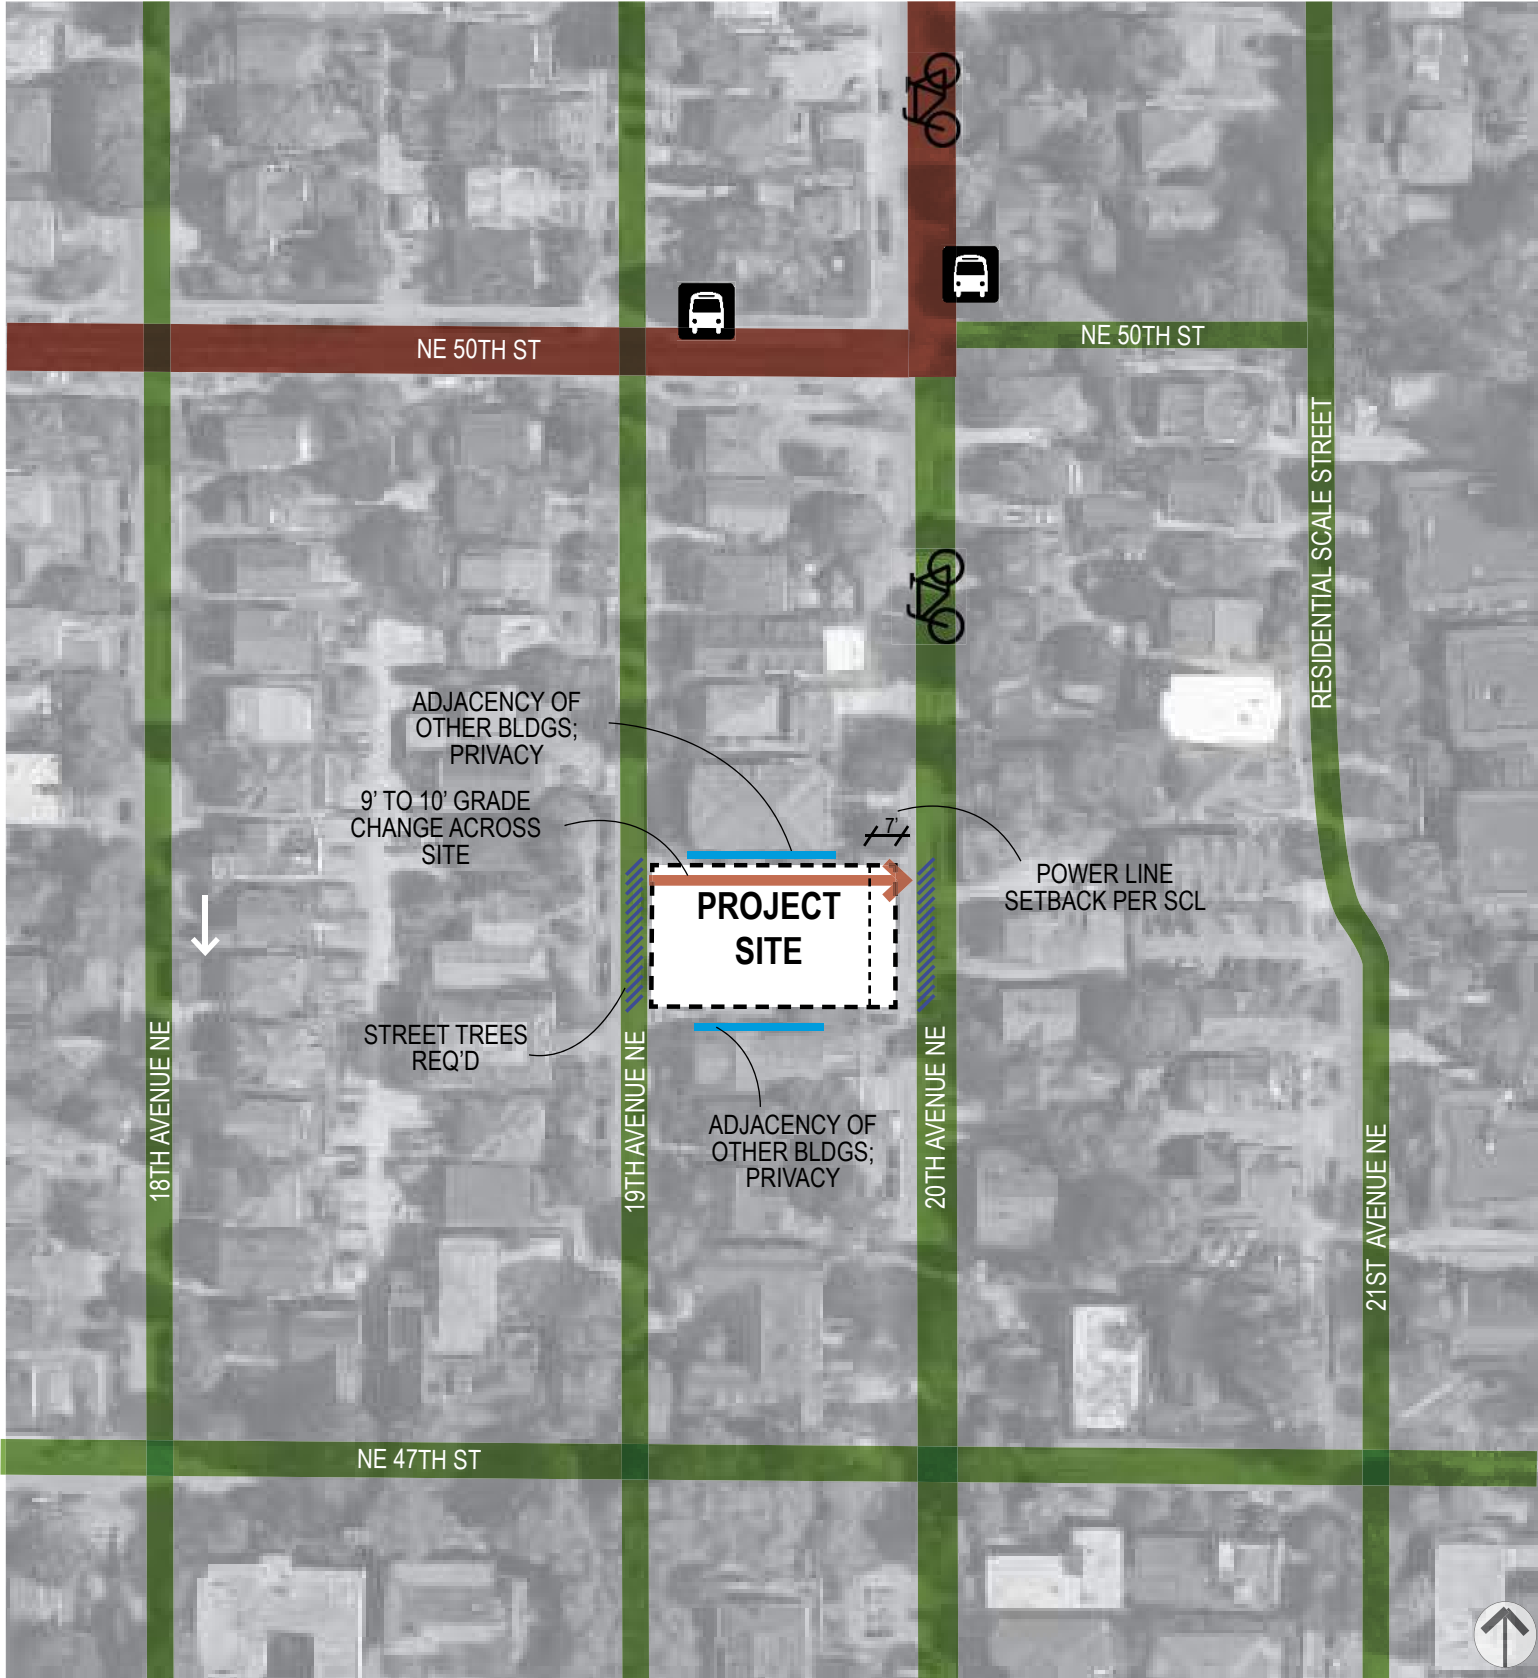 NE 50TH ST
NE 50TH ST
RESIDENTIAL SCALE STREET
ADJACENCY OF
OTHER BLDGS;
PRIVACY
9’ TO 10’ GRADE
CHANGE ACROSS
SITE
7’
POWER LINE
SETBACK PER SCL
PROJECT
SITE
STREET TREES
REQ’D
ADJACENCY OF
OTHER BLDGS;
PRIVACY
18TH AVENUE NE
19TH AVENUE NE
20TH AVENUE NE
21ST AVENUE NE
NE 47TH ST